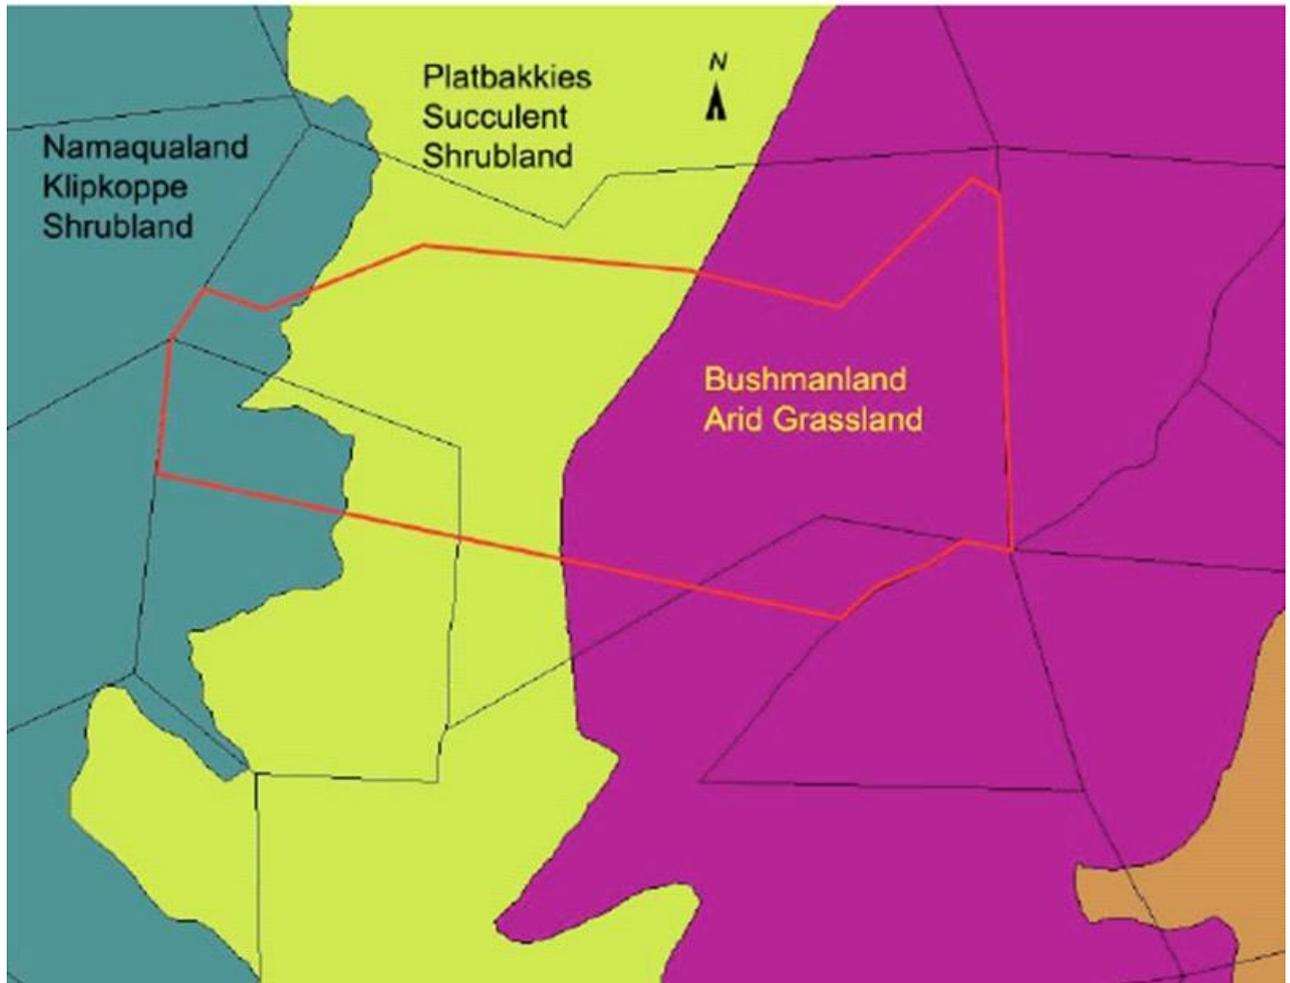 Platbakkies
Succulent
Shrubland
N
Namaqualand
Klipkoppe
Shrubland
Bushmanland
Arid Grassland